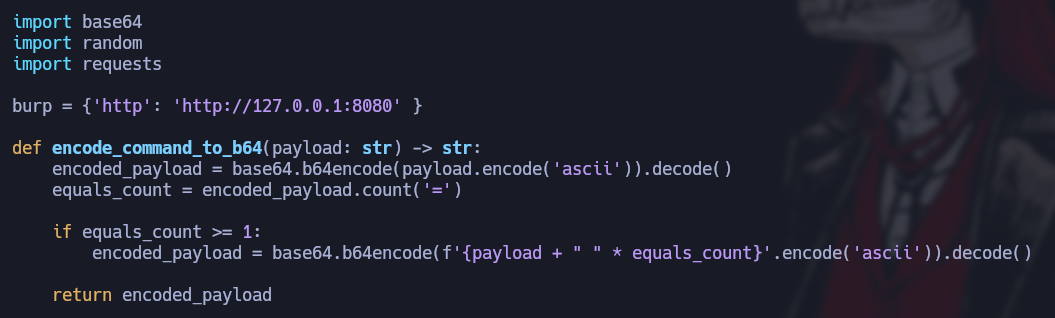 import base64
import random
import requests

burp = {'http': 'http://127.0.0.1:8080' }

def encode_command_to_b64(payload: str) -> str:
    encoded_payload = base64.b64encode(payload.encode('ascii')).decode()
    equals_count = encoded_payload.count('=')

    if equals_count >= 1:
        encoded_payload = base64.b64encode(f'{payload + " " * equals_count}'.encode('ascii')).decode()

    return encoded_payload